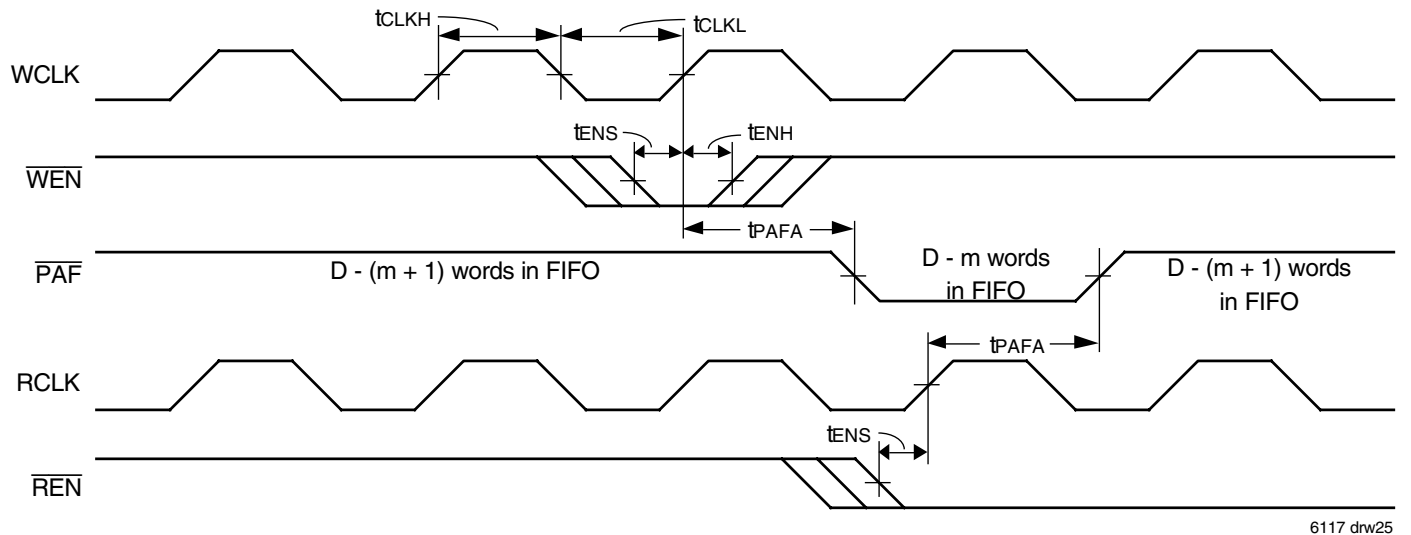 tCLKH
tCLKL
WCLK
tENS
tENH
WEN
tPAFA
PAF
D - (m + 1) words in FIFO
D - m words
in FIFO
D - (m + 1) words
in FIFO
tPAFA
RCLK
tENS
REN
6117 drw25